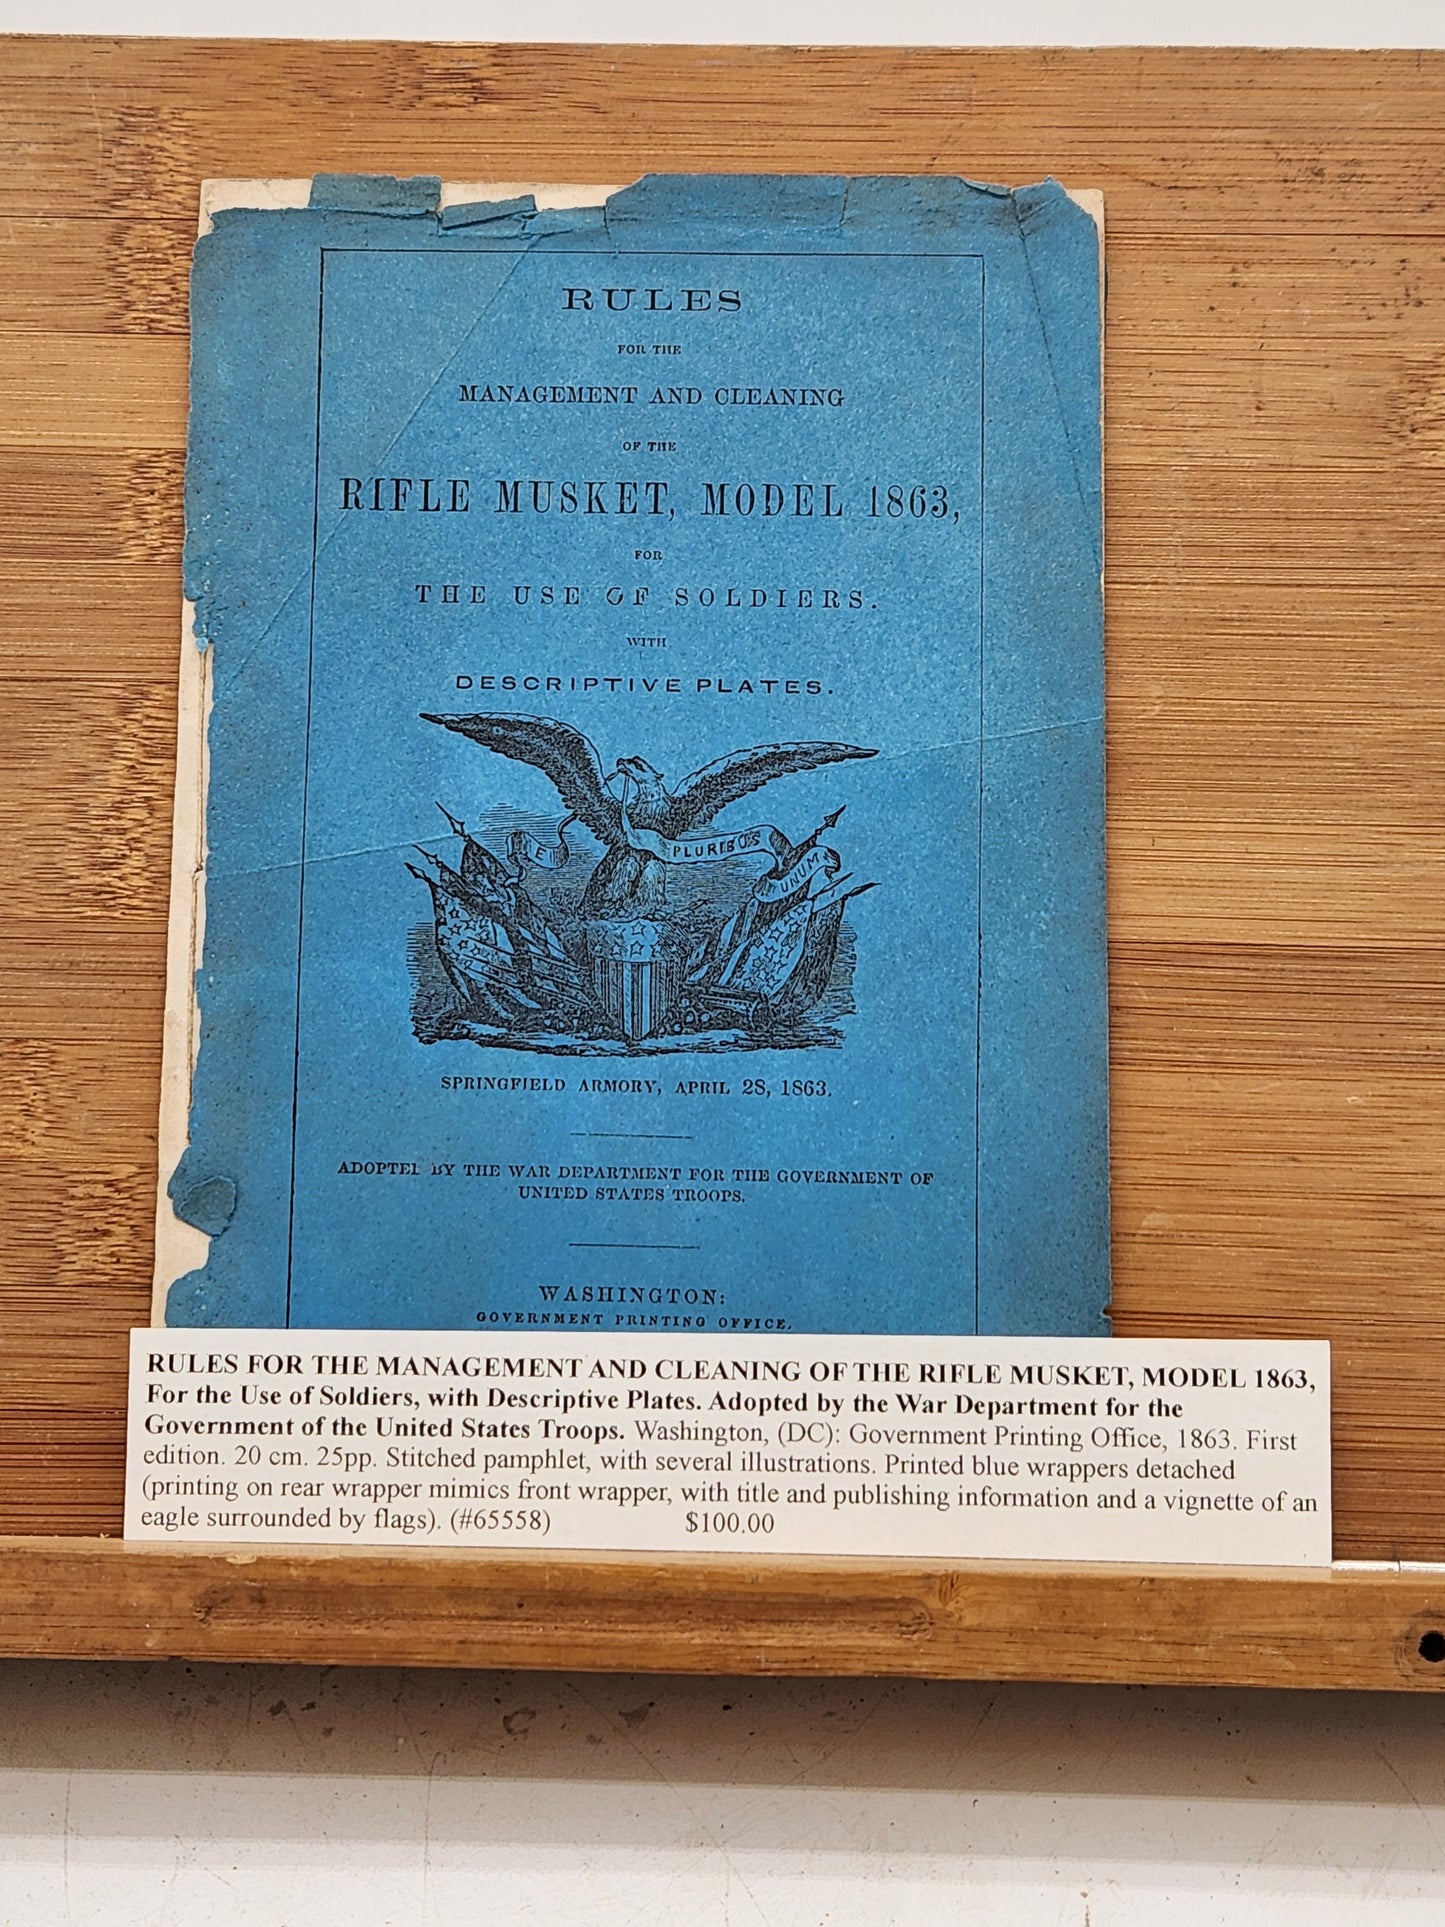 RULES
FOR THE
MANAGEMENT AND CLEANING
OF THE
RIFLE MUSKET, MODEL 1863,
FOR
THE USE OF SOLDIERS.
WITH
DESCRIPTIVE PLATES.
E PLURIBUS
UNUM
SPRINGFIELD ARMORY, APRIL 28, 1863.
ADOPTED BY THE WAR DEPARTMENT FOR THE GOVERNMENT OF
UNITED STATES TROOPS.
WASHINGTON:
GOVERNMENT PRINTING OFFICE.
RULES FOR THE MANAGEMENT AND CLEANING OF THE RIFLE MUSKET, MODEL 1863,
For the Use of Soldiers, with Descriptive Plates. Adopted by the War Department for the
Government of the United States Troops. Washington, (DC): Government Printing Office, 1863. First
edition. 20 cm. 25pp. Stitched pamphlet, with several illustrations. Printed blue wrappers detached
(printing on rear wrapper mimics front wrapper, with title and publishing information and a vignette of an
eagle surrounded by flags). (#65558) $100.00